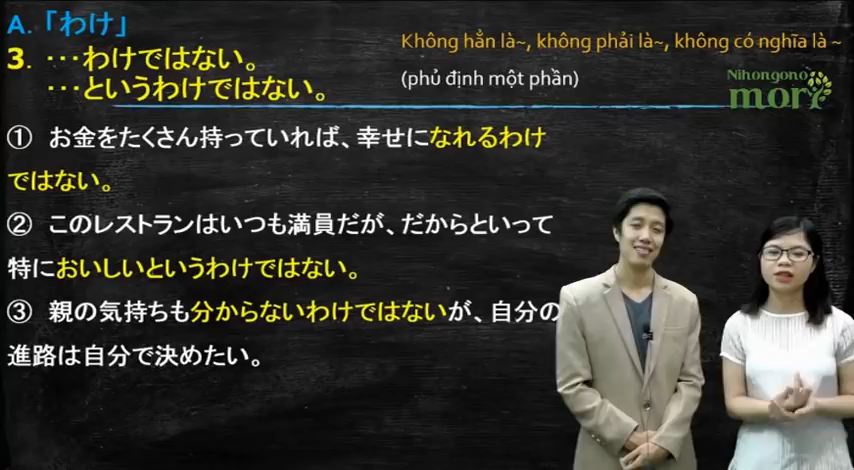 A. 「わけ」
3. ・・・わけではない。
・・・というわけではない。
Không hẳn là~, không phải là~, không có nghĩa là ~
(phủ định một phần)
Nihongono
mori
① お金をたくさん持っていれば、幸せになれるわけ
ではない。
② このレストランはいつも満員だが、だからといって
特においしいというわけではない。
③ 親の気持ちも分からないわけではないが、自分の
進路は自分で決めたい。